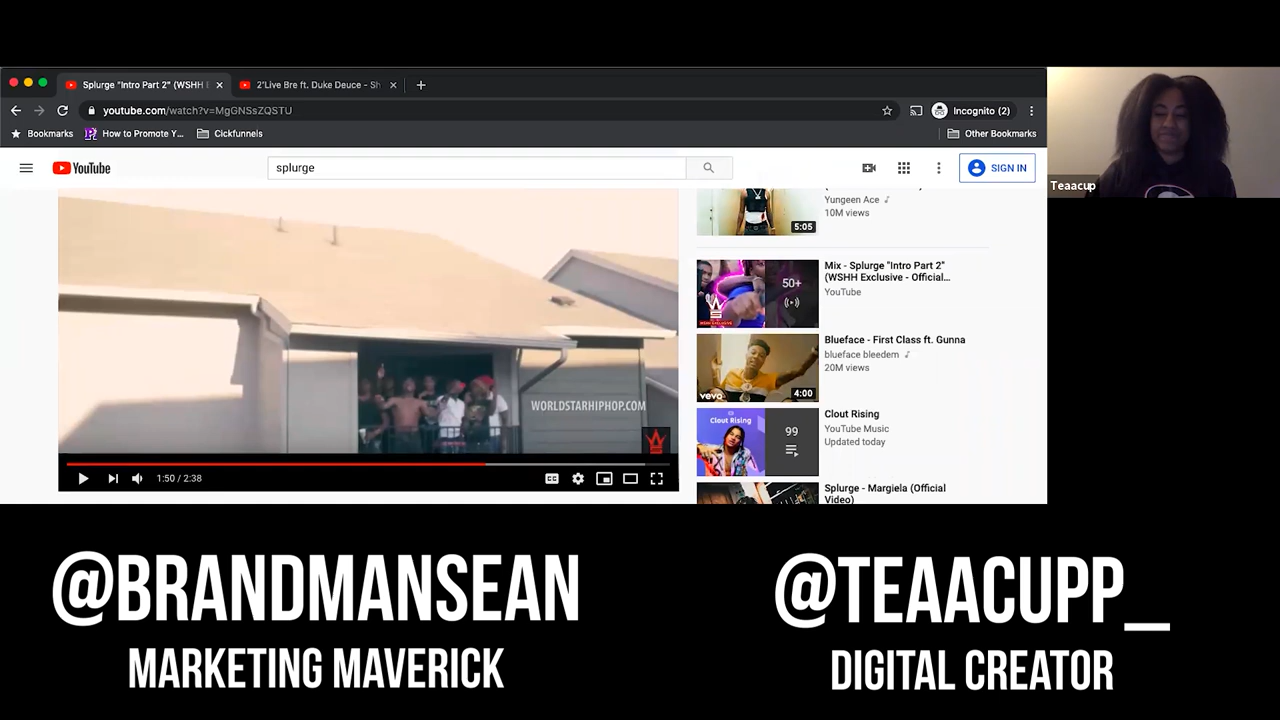 Splurge "Intro Part 2" (WSHH E
2'Live Bre ft. Duke Deuce - Sh
youtube.com/watch?v=MgGNSsZQSTU
Incognito (2)
Bookmarks
How to Promote Y...
Clickfunnels
Other Bookmarks
YouTube
splurge
SIGN IN
Teaacup
Yungeen Ace
10M views
5:05
Mix - Splurge "Intro Part 2"
(WSHH Exclusive - Official...
YouTube
50+
Blueface - First Class ft. Gunna
blueface bleedem
20M views
vevo
4:00
Clout Rising
YouTube Music
Updated today
Clout Rising
99
Splurge - Margiela (Official
Video)
WORLDSTARHIPHOP.COM
1:50 / 2:38
CC
@BRANDMANSEAN
MARKETING MAVERICK
@TEAACUPP_
DIGITAL CREATOR